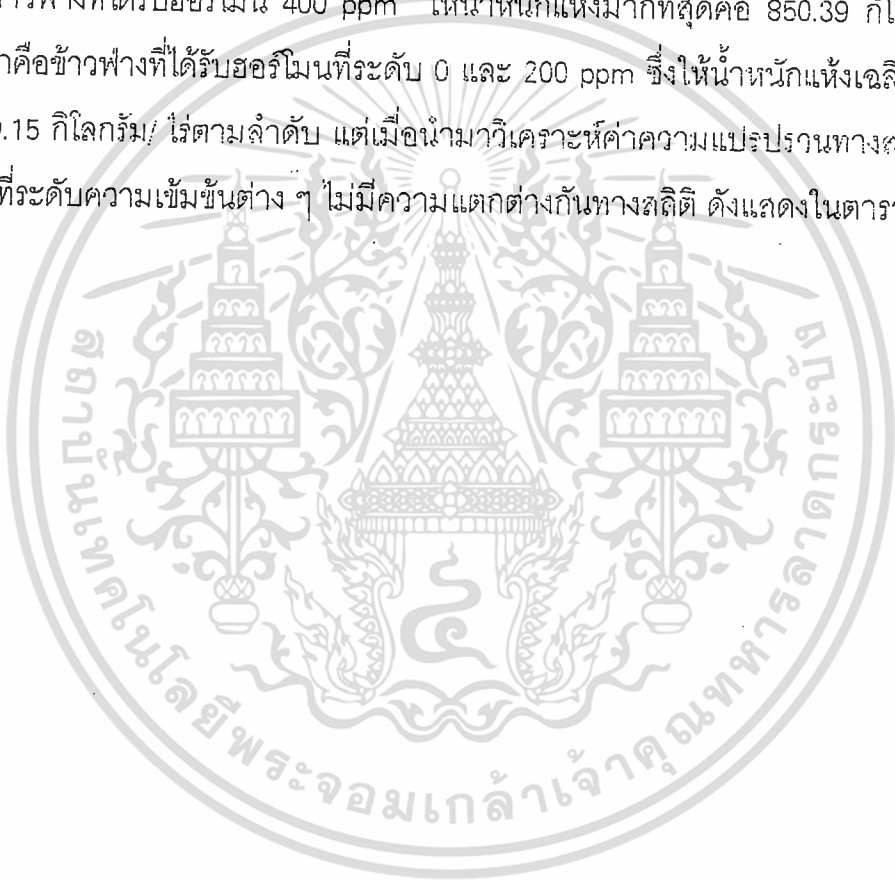 ารฟางที่ได้รับฮอร์โมน 400 ppm ให้น้ำหนักแห้งมากที่สุดคือ 850.39 กิโ
าคือข้าวฟ่างที่ได้รับฮอร์โมนที่ระดับ 0 และ 200 ppm ซึ่งให้น้ำหนักแห้งเฉลี
9.15 กิโลกรัม/ ไร่ตามลำดับ แต่เมื่อนำมาวิเคราะห์ค่าความแปรปรวนทางส
ที่ระดับความเข้มข้นต่าง ๆ ไม่มีความแตกต่างกันทางสถิติ ดังแสดงในตารา
สถาบันเทคโนโลยีพระจอมเกล้าเจ้าคุณทหารลาดกระบัง